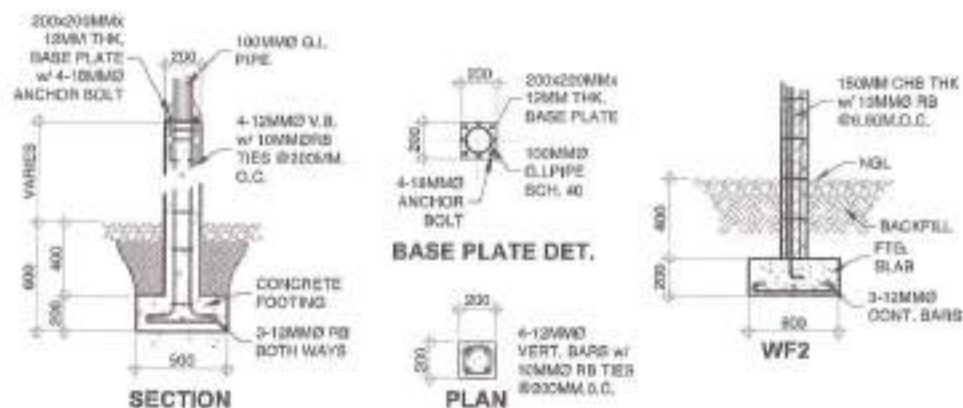 200x200MMx
12MM THK.
BASE PLATE
w/ 4-16MMØ
ANCHOR BOLT
200
100MMØ G.I.
PIPE
4-12MMØ V.B.
w/ 10MMØRB
TIES @200MM.
O.C.
VARIES
600
400
200
CONCRETE
FOOTING
3-12MMØ RB
BOTH WAYS
SECTION
200
200
200x200MMx
12MM THK.
BASE PLATE
100MMØ
G.I.PIPE
SCH. 40
4-16MMØ
ANCHOR
BOLT
BASE PLATE DET.
200
200
4-12MMØ
VERT. BARS w/
10MMØ RB TIES
@200MM.O.C.
PLAN
150MM CHB THK
w/ 10MMØ RB
@0.60M.O.C.
NGL
BACKFILL
FTG.
SLAB
3-12MMØ
CONT. BARS
400
200
WF2